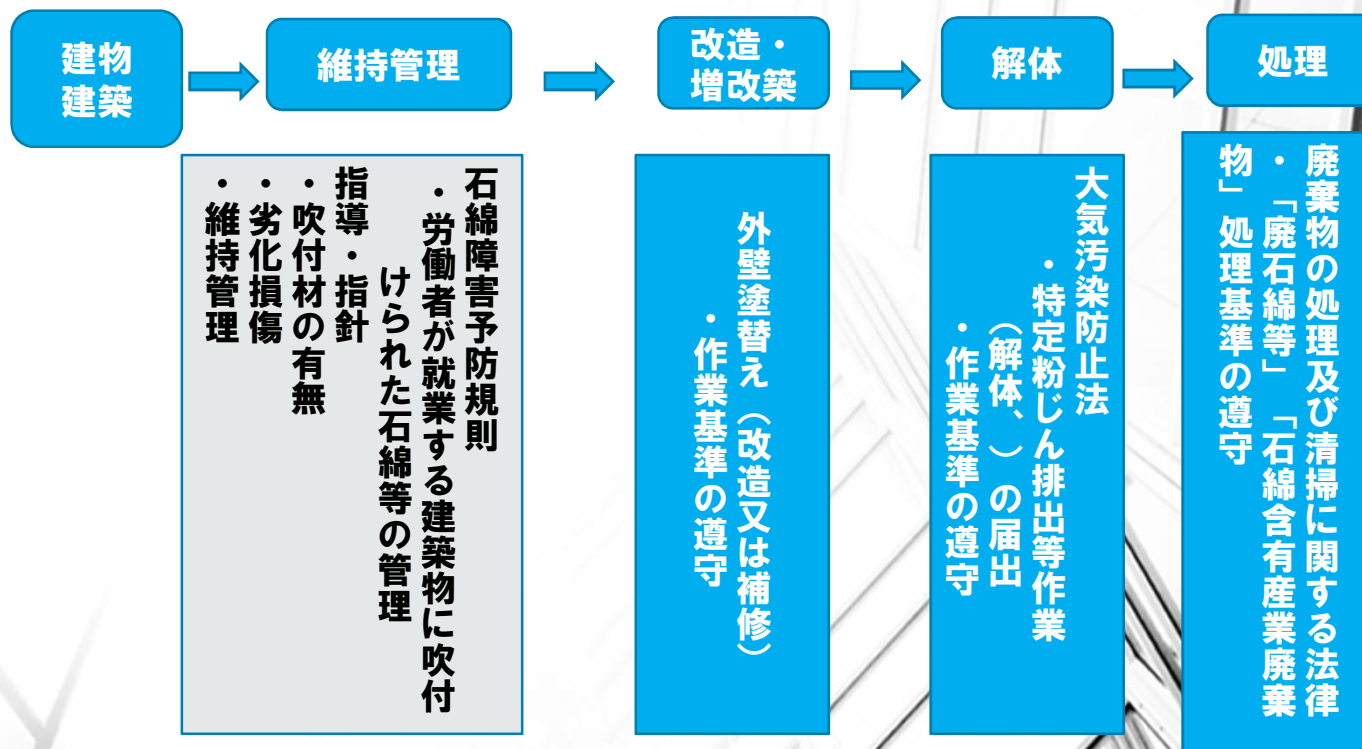 建物
建築
維持管理
改造・
増改築
解体
処理
石綿障害予防規則
・労働者が就業する建築物に吹付
けられた石綿等の管理
指導・指針
・吹付材の有無
・劣化損傷
・維持管理
外壁塗替え（改造又は補修）
・作業基準の遵守
大気汚染防止法
・特定粉じん排出等作業
（解体、）の届出
・作業基準の遵守
廃棄物の処理及び清掃に関する法律
・「廃石綿等」「石綿含有産業廃棄
物」処理基準の遵守